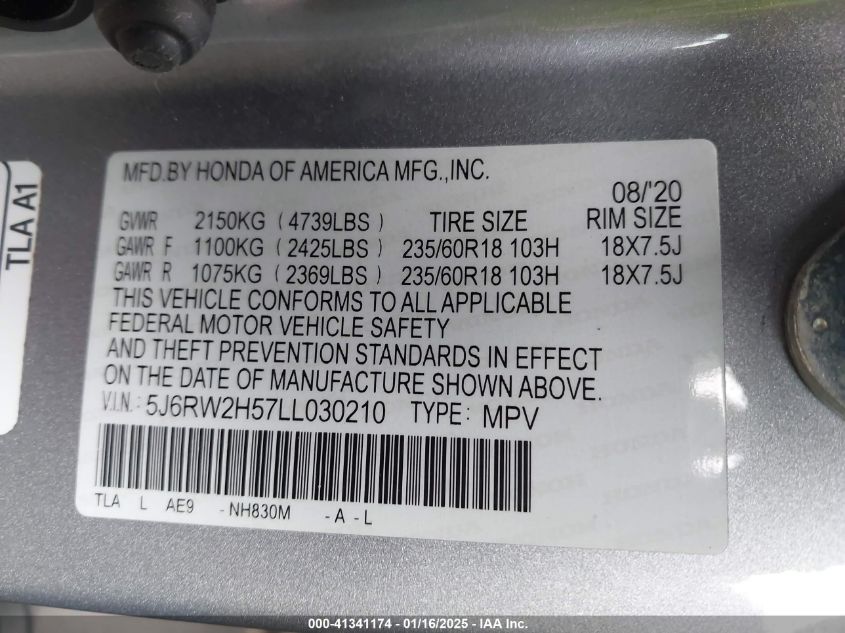 MFD.BY HONDA OF AMERICA MFG.,INC.
08/'20
GVWR 2150KG (4739LBS) TIRE SIZE RIM SIZE
GAWR F 1100KG (2425LBS) 235/60R18 103H 18X7.5J
GAWR R 1075KG (2369LBS) 235/60R18 103H 18X7.5J
THIS VEHICLE CONFORMS TO ALL APPLICABLE
FEDERAL MOTOR VEHICLE SAFETY
AND THEFT PREVENTION STANDARDS IN EFFECT
ON THE DATE OF MANUFACTURE SHOWN ABOVE.
V.I.N.: 5J6RW2H57LL030210 TYPE: MPV
TLA L AE9 -NH830M -A -L
TLA A1
000-41341174 - 01/16/2025 - IAA Inc.